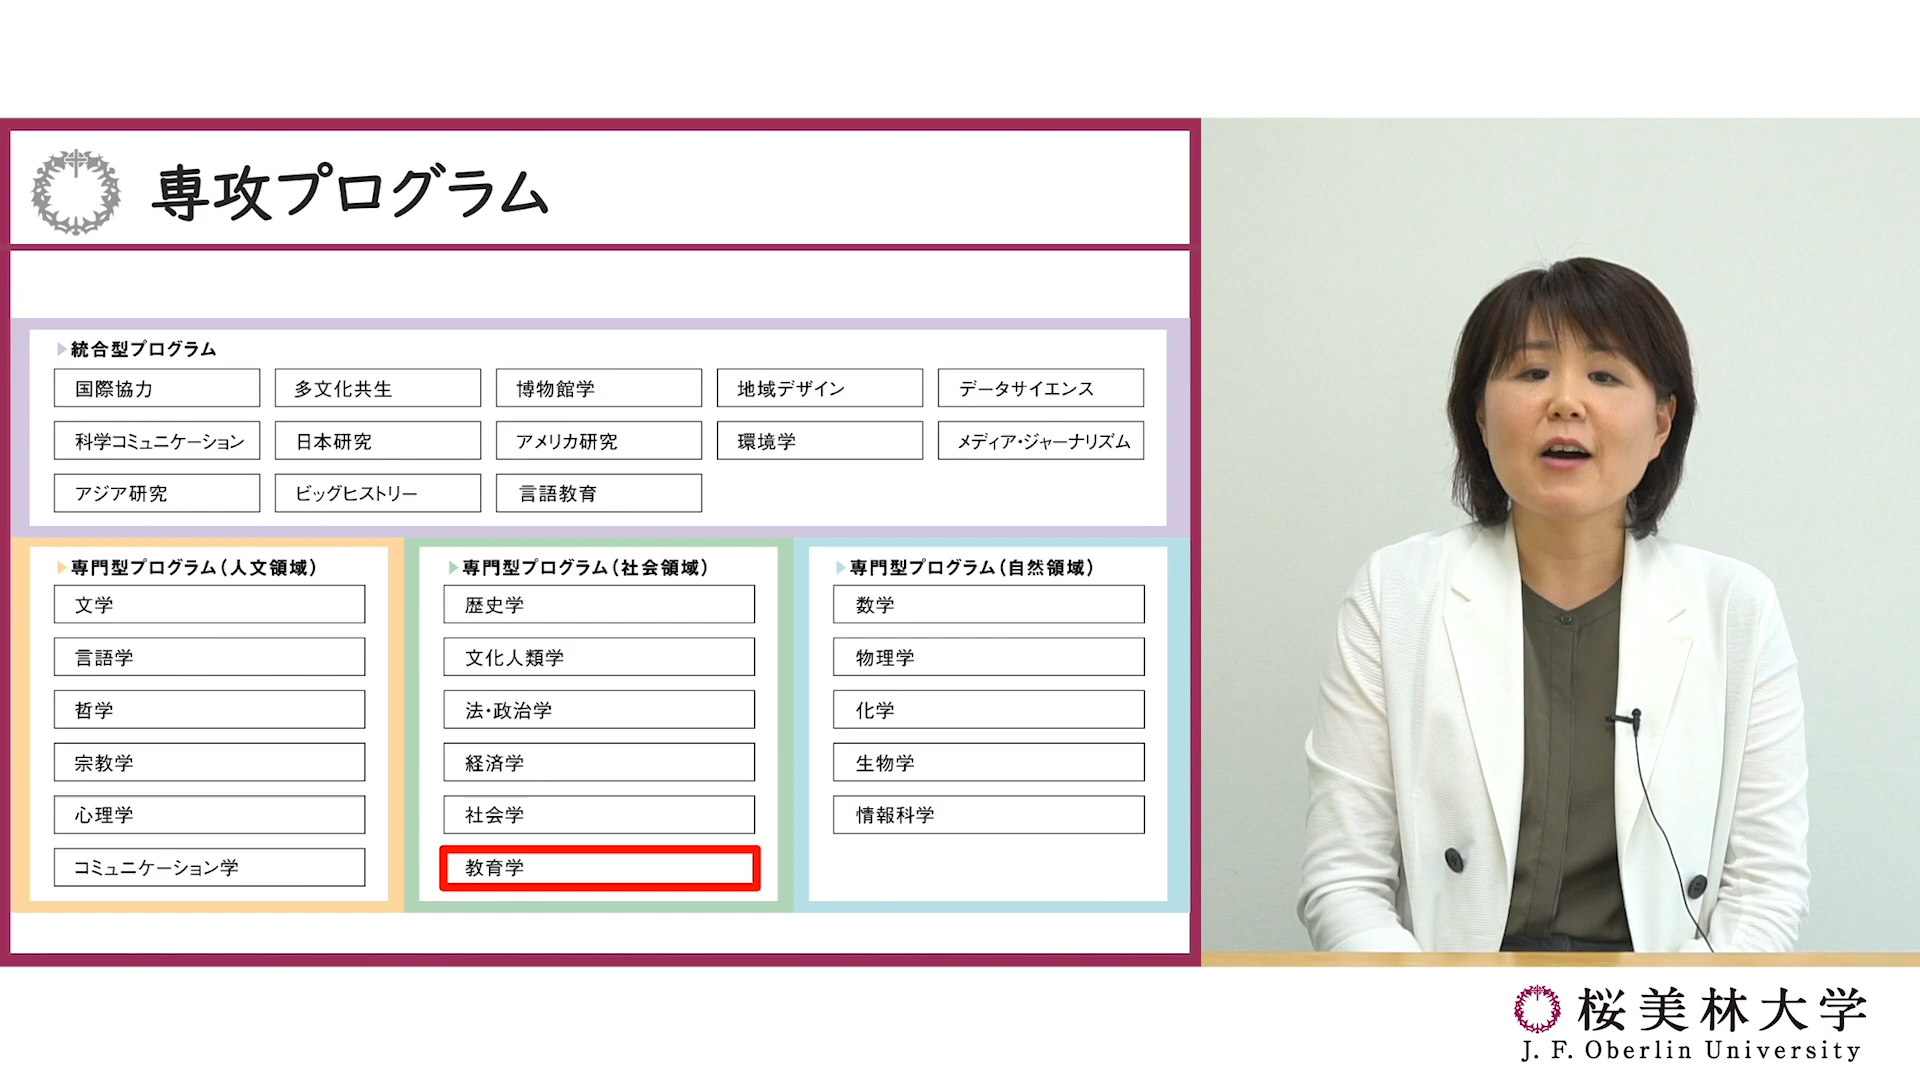 専攻プログラム
統合型プログラム
国際協力
多文化共生
博物館学
地域デザイン
データサイエンス
科学コミュニケーション
日本研究
アメリカ研究
環境学
メディア・ジャーナリズム
アジア研究
ビッグヒストリー
言語教育
専門型プログラム(人文領域)
文学
言語学
哲学
宗教学
心理学
コミュニケーション学
専門型プログラム(社会領域)
歴史学
文化人類学
法・政治学
経済学
社会学
教育学
専門型プログラム(自然領域)
数学
物理学
化学
生物学
情報科学
桜美林大学
J. F. Oberlin University